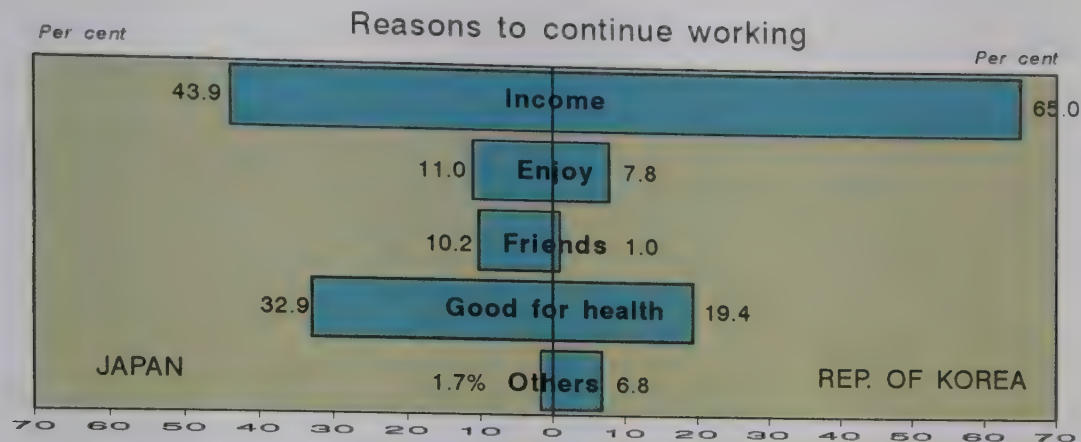 Reasons to continue working
Per cent
Per cent
43.9 Income 65.0
11.0 Enjoy 7.8
10.2 Friends 1.0
32.9 Good for health 19.4
1.7% Others 6.8
JAPAN REP. OF KOREA
70 60 50 40 30 20 10 0 10 20 30 40 50 60 70